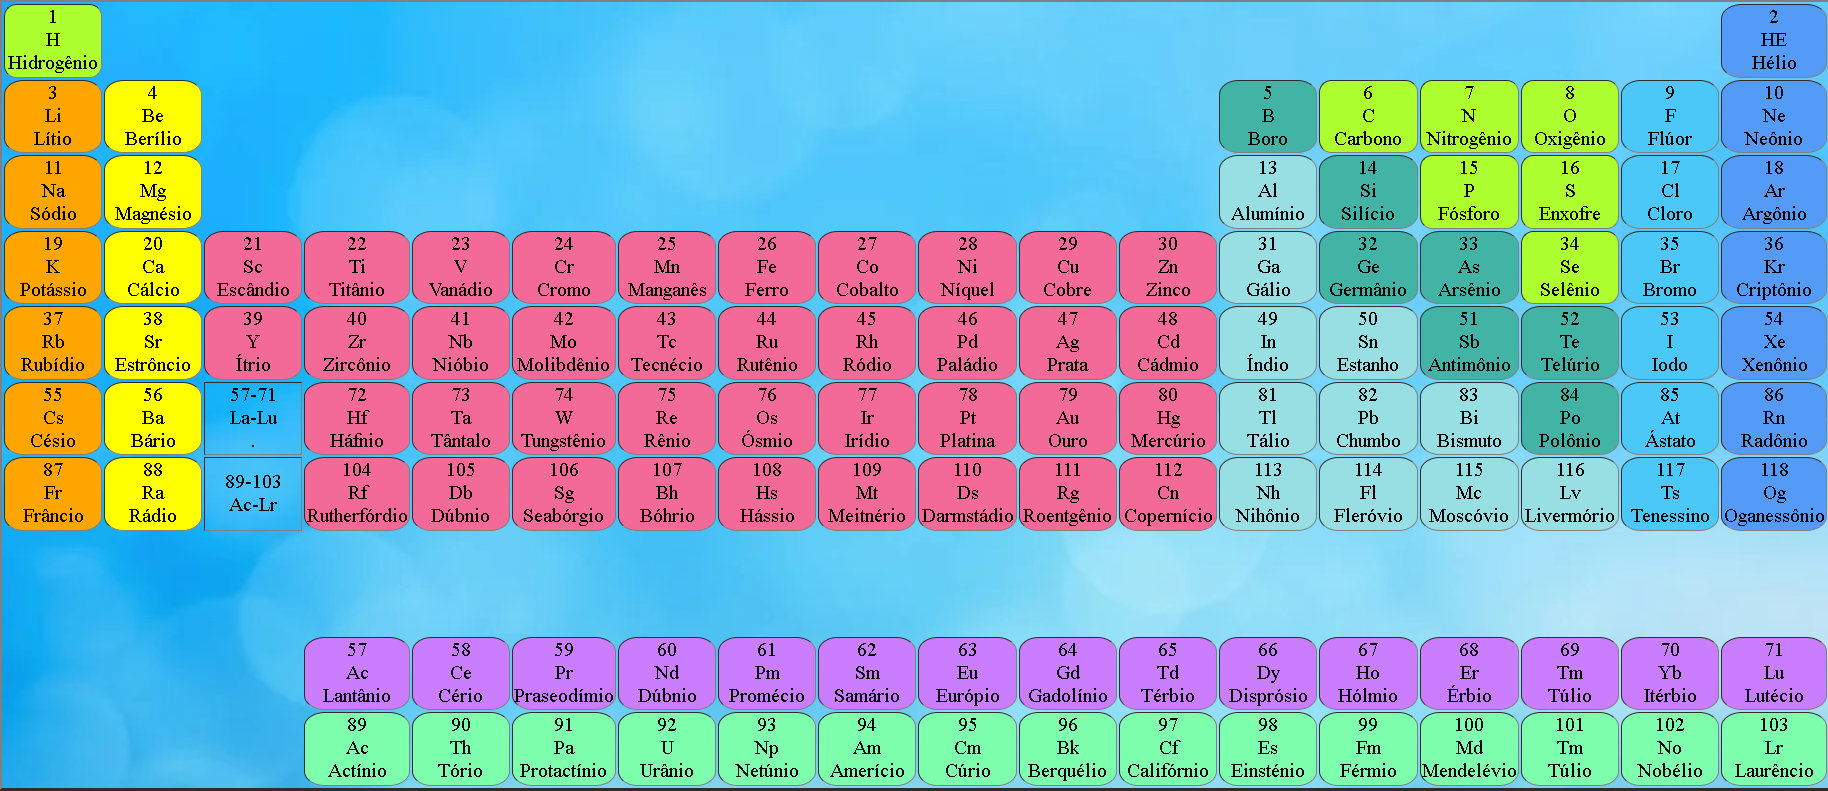 1
H
Hidrogênio
2
HE
Hélio
3
Li
Lítio
4
Be
Berílio
5
B
Boro
6
C
Carbono
7
N
Nitrogênio
8
O
Oxigênio
9
F
Flúor
10
Ne
Neônio
11
Na
Sódio
12
Mg
Magnésio
13
Al
Alumínio
14
Si
Silício
15
P
Fósforo
16
S
Enxofre
17
Cl
Cloro
18
Ar
Argônio
19
K
Potássio
20
Ca
Cálcio
21
Sc
Escândio
22
Ti
Titânio
23
V
Vanádio
24
Cr
Cromo
25
Mn
Manganês
26
Fe
Ferro
27
Co
Cobalto
28
Ni
Níquel
29
Cu
Cobre
30
Zn
Zinco
31
Ga
Gálio
32
Ge
Germânio
33
As
Arsênio
34
Se
Selênio
35
Br
Bromo
36
Kr
Criptônio
37
Rb
Rubídio
38
Sr
Estrôncio
39
Y
Ítrio
40
Zr
Zircônio
41
Nb
Nióbio
42
Mo
Molibdênio
43
Tc
Tecnécio
44
Ru
Rutênio
45
Rh
Ródio
46
Pd
Paládio
47
Ag
Prata
48
Cd
Cádmio
49
In
Índio
50
Sn
Estanho
51
Sb
Antimônio
52
Te
Telúrio
53
I
Iodo
54
Xe
Xenônio
55
Cs
Césio
56
Ba
Bário
57-71
La-Lu
.
72
Hf
Háfnio
73
Ta
Tântalo
74
W
Tungstênio
75
Re
Rênio
76
Os
Ósmio
77
Ir
Irídio
78
Pt
Platina
79
Au
Ouro
80
Hg
Mercúrio
81
Tl
Tálio
82
Pb
Chumbo
83
Bi
Bismuto
84
Po
Polônio
85
At
Ástato
86
Rn
Radônio
87
Fr
Frâncio
88
Ra
Rádio
89-103
Ac-Lr
104
Rf
Rutherfórdio
105
Db
Dúbnio
106
Sg
Seabórgio
107
Bh
Bóhrio
108
Hs
Hássio
109
Mt
Meitnério
110
Ds
Darmstádio
111
Rg
Roentgênio
112
Cn
Copernício
113
Nh
Nihônio
114
Fl
Fleróvio
115
Mc
Moscóvio
116
Lv
Livermório
117
Ts
Tenessino
118
Og
Oganessônio
57
Ac
Lantânio
58
Ce
Cério
59
Pr
Praseodímio
60
Nd
Dúbnio
61
Pm
Promécio
62
Sm
Samário
63
Eu
Európio
64
Gd
Gadolínio
65
Td
Térbio
66
Dy
Disprósio
67
Ho
Hólmio
68
Er
Érbio
69
Tm
Túlio
70
Yb
Itérbio
71
Lu
Lutécio
89
Ac
Actínio
90
Th
Tório
91
Pa
Protactínio
92
U
Urânio
93
Np
Netúnio
94
Am
Amerício
95
Cm
Cúrio
96
Bk
Berquélio
97
Cf
Califórnio
98
Es
Einsténio
99
Fm
Férmio
100
Md
Mendelévio
101
Tm
Túlio
102
No
Nobélio
103
Lr
Laurêncio